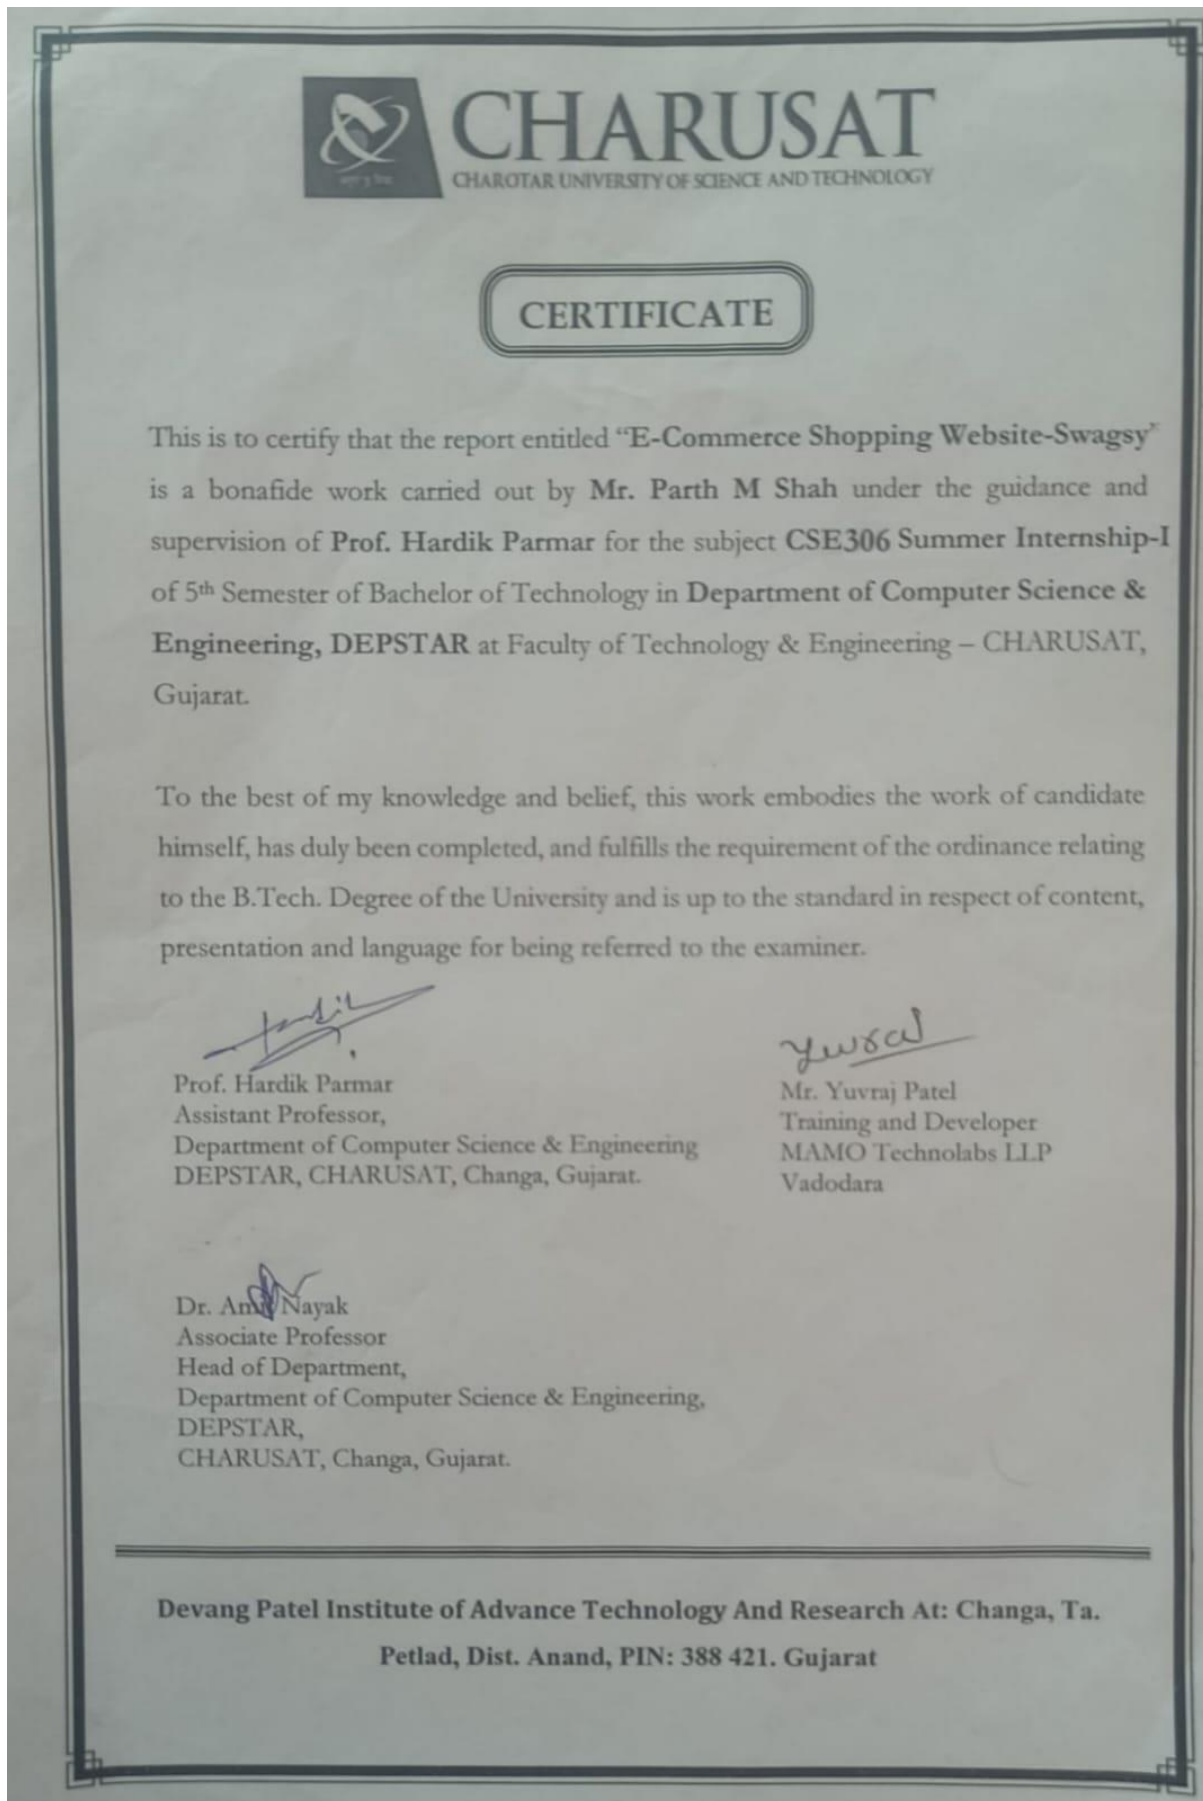 CHARUSAT
CHAROTAR UNIVERSITY OF SCIENCE AND TECHNOLOGY
CERTIFICATE
This is to certify that the report entitled “E-Commerce Shopping Website-Swagsy”
is a bonafide work carried out by Mr. Parth M Shah under the guidance and
supervision of Prof. Hardik Parmar for the subject CSE306 Summer Internship-I
of 5th Semester of Bachelor of Technology in Department of Computer Science &
Engineering, DEPSTAR at Faculty of Technology & Engineering – CHARUSAT,
Gujarat.
To the best of my knowledge and belief, this work embodies the work of candidate
himself, has duly been completed, and fulfills the requirement of the ordinance relating
to the B.Tech. Degree of the University and is up to the standard in respect of content,
presentation and language for being referred to the examiner.
Hardik
Prof. Hardik Parmar
Assistant Professor,
Department of Computer Science & Engineering
DEPSTAR, CHARUSAT, Changa, Gujarat.
Yuvraj
Mr. Yuvraj Patel
Training and Developer
MAMO Technolabs LLP
Vadodara
Dr. Amit Nayak
Associate Professor
Head of Department,
Department of Computer Science & Engineering,
DEPSTAR,
CHARUSAT, Changa, Gujarat.
Devang Patel Institute of Advance Technology And Research At: Changa, Ta.
Petlad, Dist. Anand, PIN: 388 421. Gujarat